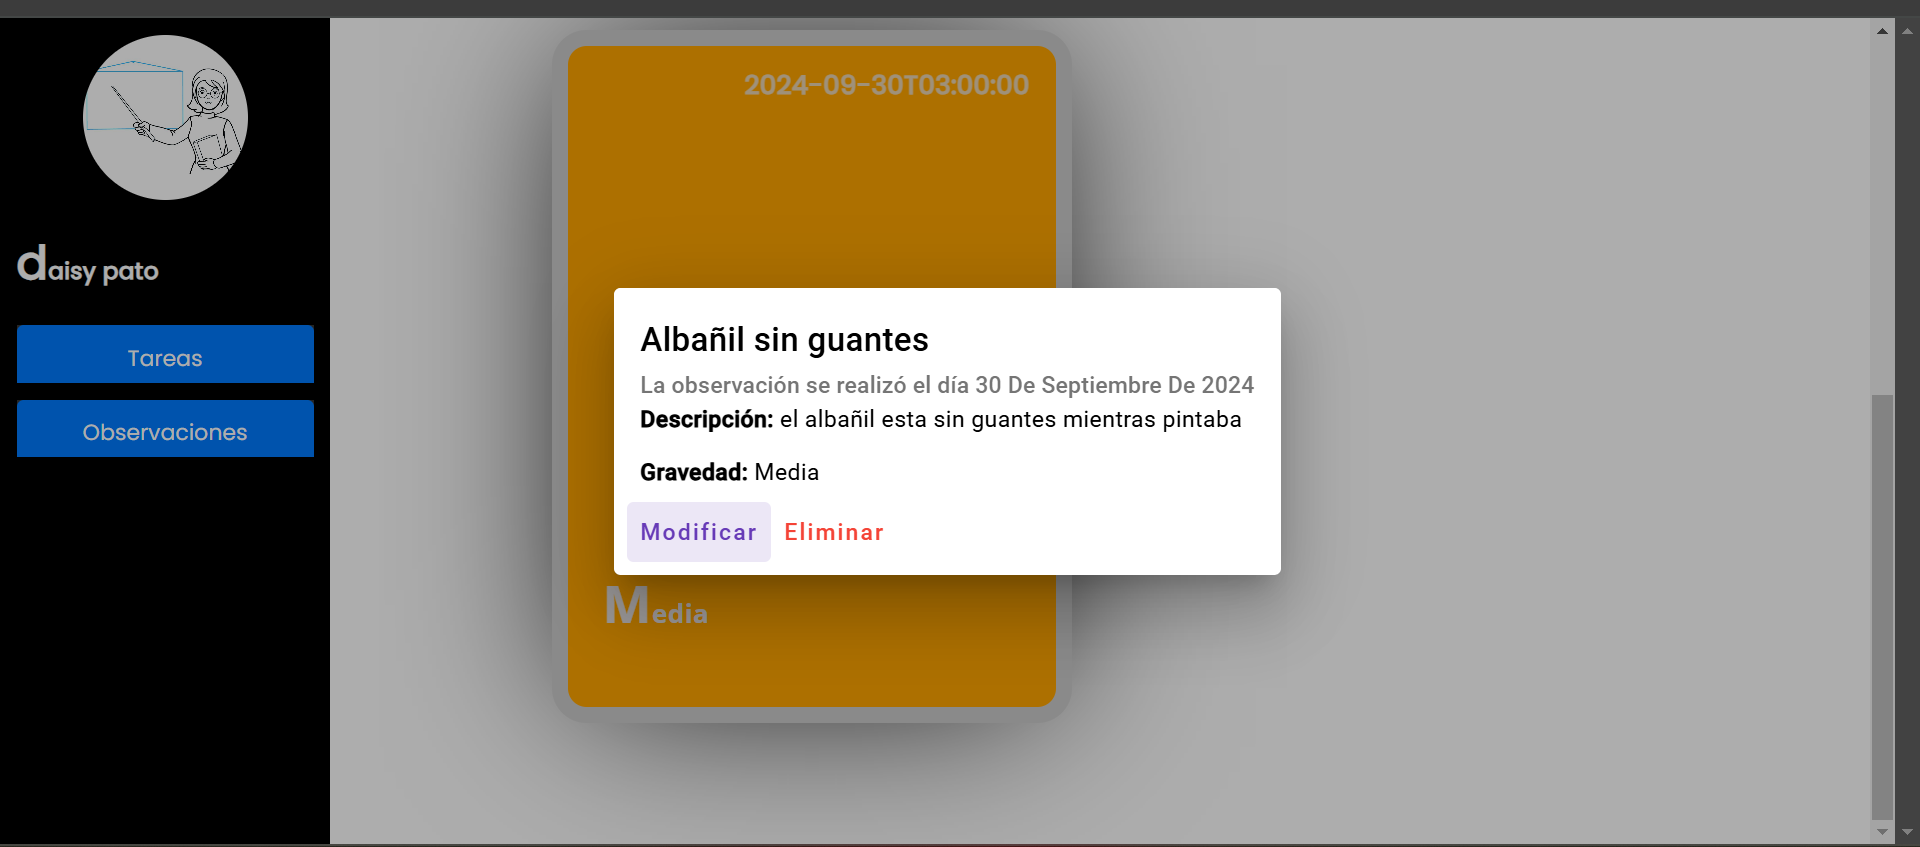 daisy pato
Tareas
Observaciones
2024-09-30T03:00:00
Albañil sin guantes
La observación se realizó el día 30 De Septiembre De 2024
Descripción: el albañil esta sin guantes mientras pintaba
Gravedad: Media
Modificar Eliminar
Media